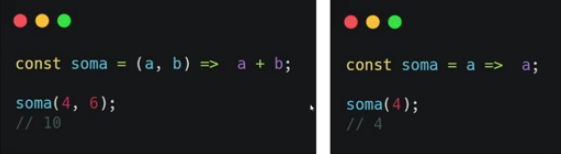 const soma = (a, b) => a + b;
soma(4, 6);
// 10
const soma = a => a;
soma(4);
// 4